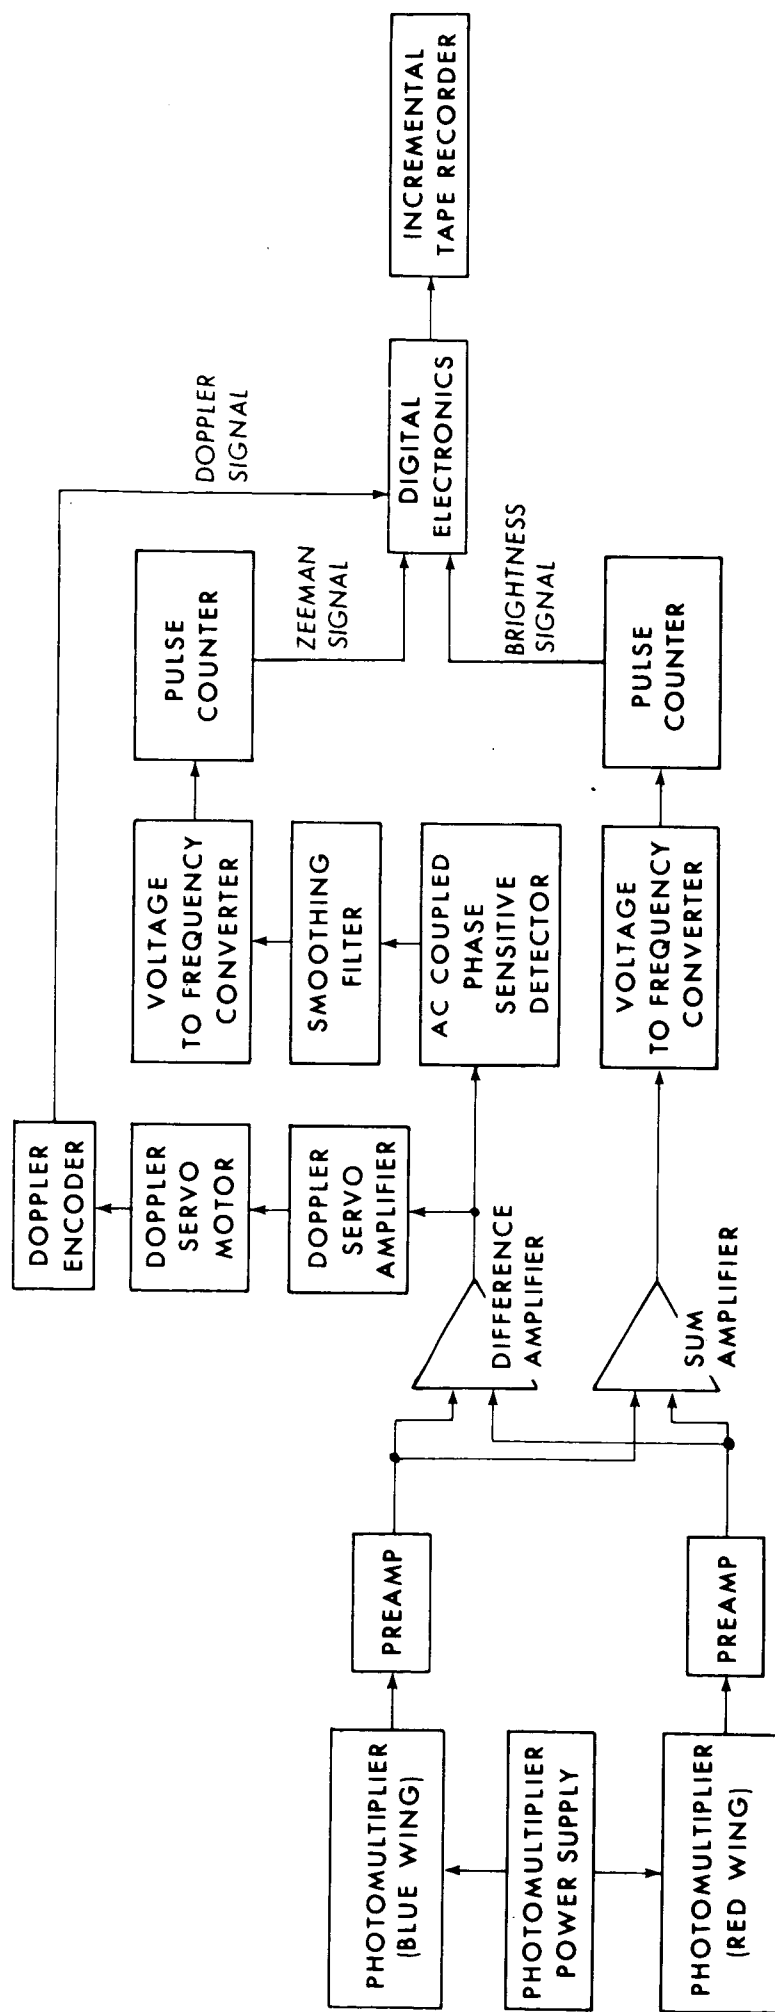 PHOTOMULTIPLIER
(BLUE WING)
PREAMP
PHOTOMULTIPLIER
POWER SUPPLY
PHOTOMULTIPLIER
(RED WING)
PREAMP
DIFFERENCE
AMPLIFIER
SUM
AMPLIFIER
DOPPLER
ENCODER
DOPPLER
SERVO
MOTOR
DOPPLER
SERVO
AMPLIFIER
VOLTAGE
TO FREQUENCY
CONVERTER
SMOOTHING
FILTER
AC COUPLED
PHASE
SENSITIVE
DETECTOR
VOLTAGE
TO FREQUENCY
CONVERTER
PULSE
COUNTER
PULSE
COUNTER
ZEEMAN
SIGNAL
BRIGHTNESS
SIGNAL
DOPPLER
SIGNAL
DIGITAL
ELECTRONICS
INCREMENTAL
TAPE RECORDER